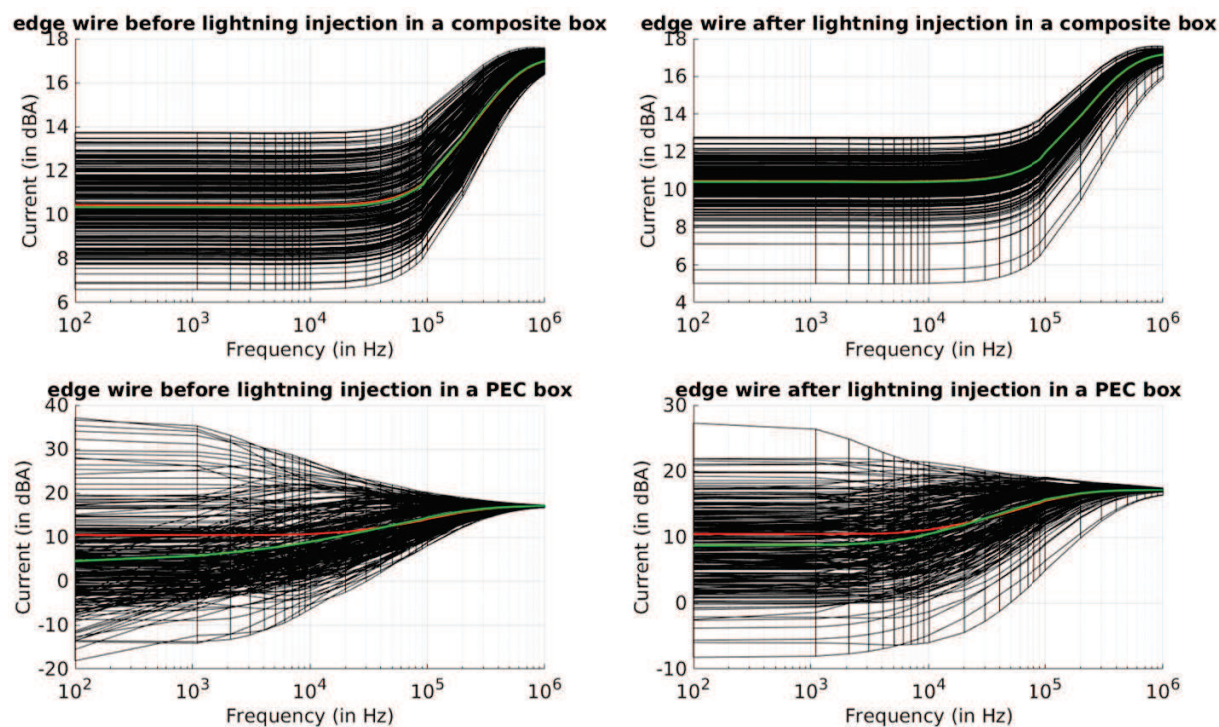 edge wire before lightning injection in a composite box
18
16
14
12
10
8
6
Current (in dBA)
10^2 10^3 10^4 10^5 10^6
Frequency (in Hz)
edge wire after lightning injection in a composite box
18
16
14
12
10
8
6
4
Current (in dBA)
10^2 10^3 10^4 10^5 10^6
Frequency (in Hz)
edge wire before lightning injection in a PEC box
40
30
20
10
0
-10
-20
Current (in dBA)
10^2 10^3 10^4 10^5 10^6
Frequency (in Hz)
edge wire after lightning injection in a PEC box
30
20
10
0
-10
Current (in dBA)
10^2 10^3 10^4 10^5 10^6
Frequency (in Hz)